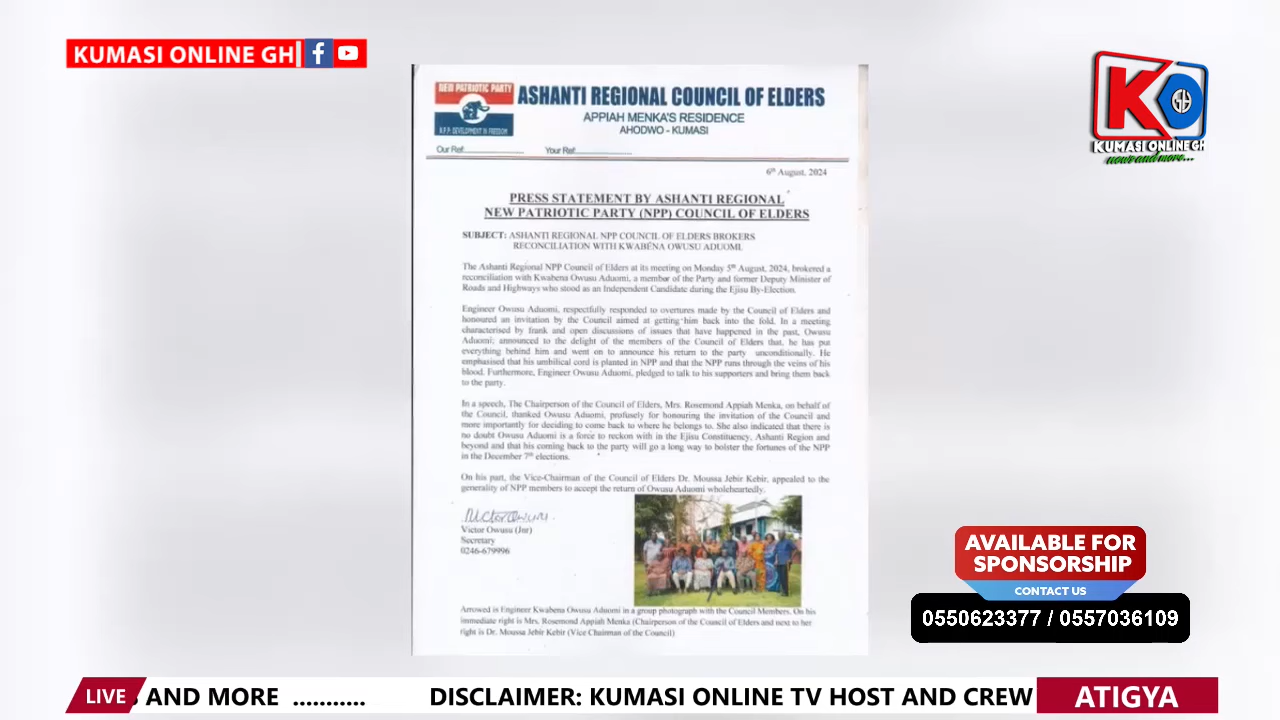 KUMASI ONLINE GH
KO
GH
KUMASI ONLINE GH
news and more...
NEW PATRIOTIC PARTY
N.P.P. DEVELOPMENT IN FREEDOM
ASHANTI REGIONAL COUNCIL OF ELDERS
APPIAH MENKA'S RESIDENCE
AHODWO - KUMASI
Our Ref: Your Ref:
6th August, 2024
PRESS STATEMENT BY ASHANTI REGIONAL
NEW PATRIOTIC PARTY (NPP) COUNCIL OF ELDERS
SUBJECT: ASHANTI REGIONAL NPP COUNCIL OF ELDERS BROKERS
RECONCILIATION WITH KWABENA OWUSU ADUOMI,
The Ashanti Regional NPP Council of Elders at its meeting on Monday 5th August, 2024, brokered a
reconciliation with Kwabena Owusu Aduomi, a member of the Party and former Deputy Minister of
Roads and Highways who stood as an Independent Candidate during the Ejisu By-Election.
Engineer Owusu Aduomi, respectfully responded to overtures made by the Council of Elders and
honoured an invitation by the Council aimed at getting him back into the fold. In a meeting
characterised by frank and open discussions of issues that have happened in the past, Owusu
Aduomi; announced to the delight of the members of the Council of Elders that, he has put
everything behind him and went on to announce his return to the party unconditionally. He
emphasised that his umbilical cord is planted in NPP and that the NPP runs through the veins of his
blood. Furthermore, Engineer Owusu Aduomi, pledged to talk to his supporters and bring them back
to the party.
In a speech, The Chairperson of the Council of Elders, Mrs. Rosemond Appiah Menka, on behalf of
the Council, thanked Owusu Aduomi, profusely for honouring the invitation of the Council and
more importantly for deciding to come back to where he belongs to. She also indicated that there is
no doubt Owusu Aduomi is a force to reckon with in the Ejisu Constituency, Ashanti Region and
beyond and that his coming back to the party will go a long way to bolster the fortunes of the NPP
in the December 7th elections.
On his part, the Vice-Chairman of the Council of Elders Dr. Moussa Jebir Kebir, appealed to the
generality of NPP members to accept the return of Owusu Aduomi wholeheartedly.
Victor Owusu
Victor Owusu (Jnr)
Secretary
0246-679996
Arrowed is Engineer Kwabena Owusu Aduomi in a group photograph with the Council Members. On his
immediate right is Mrs. Rosemond Appiah Menka (Chairperson of the Council of Elders and next to her
right is Dr. Moussa Jebir Kebir (Vice Chairman of the Council)
AVAILABLE FOR
SPONSORSHIP
CONTACT US
0550623377 / 0557036109
LIVE
AND MORE ........... DISCLAIMER: KUMASI ONLINE TV HOST AND CREW
ATIGYA